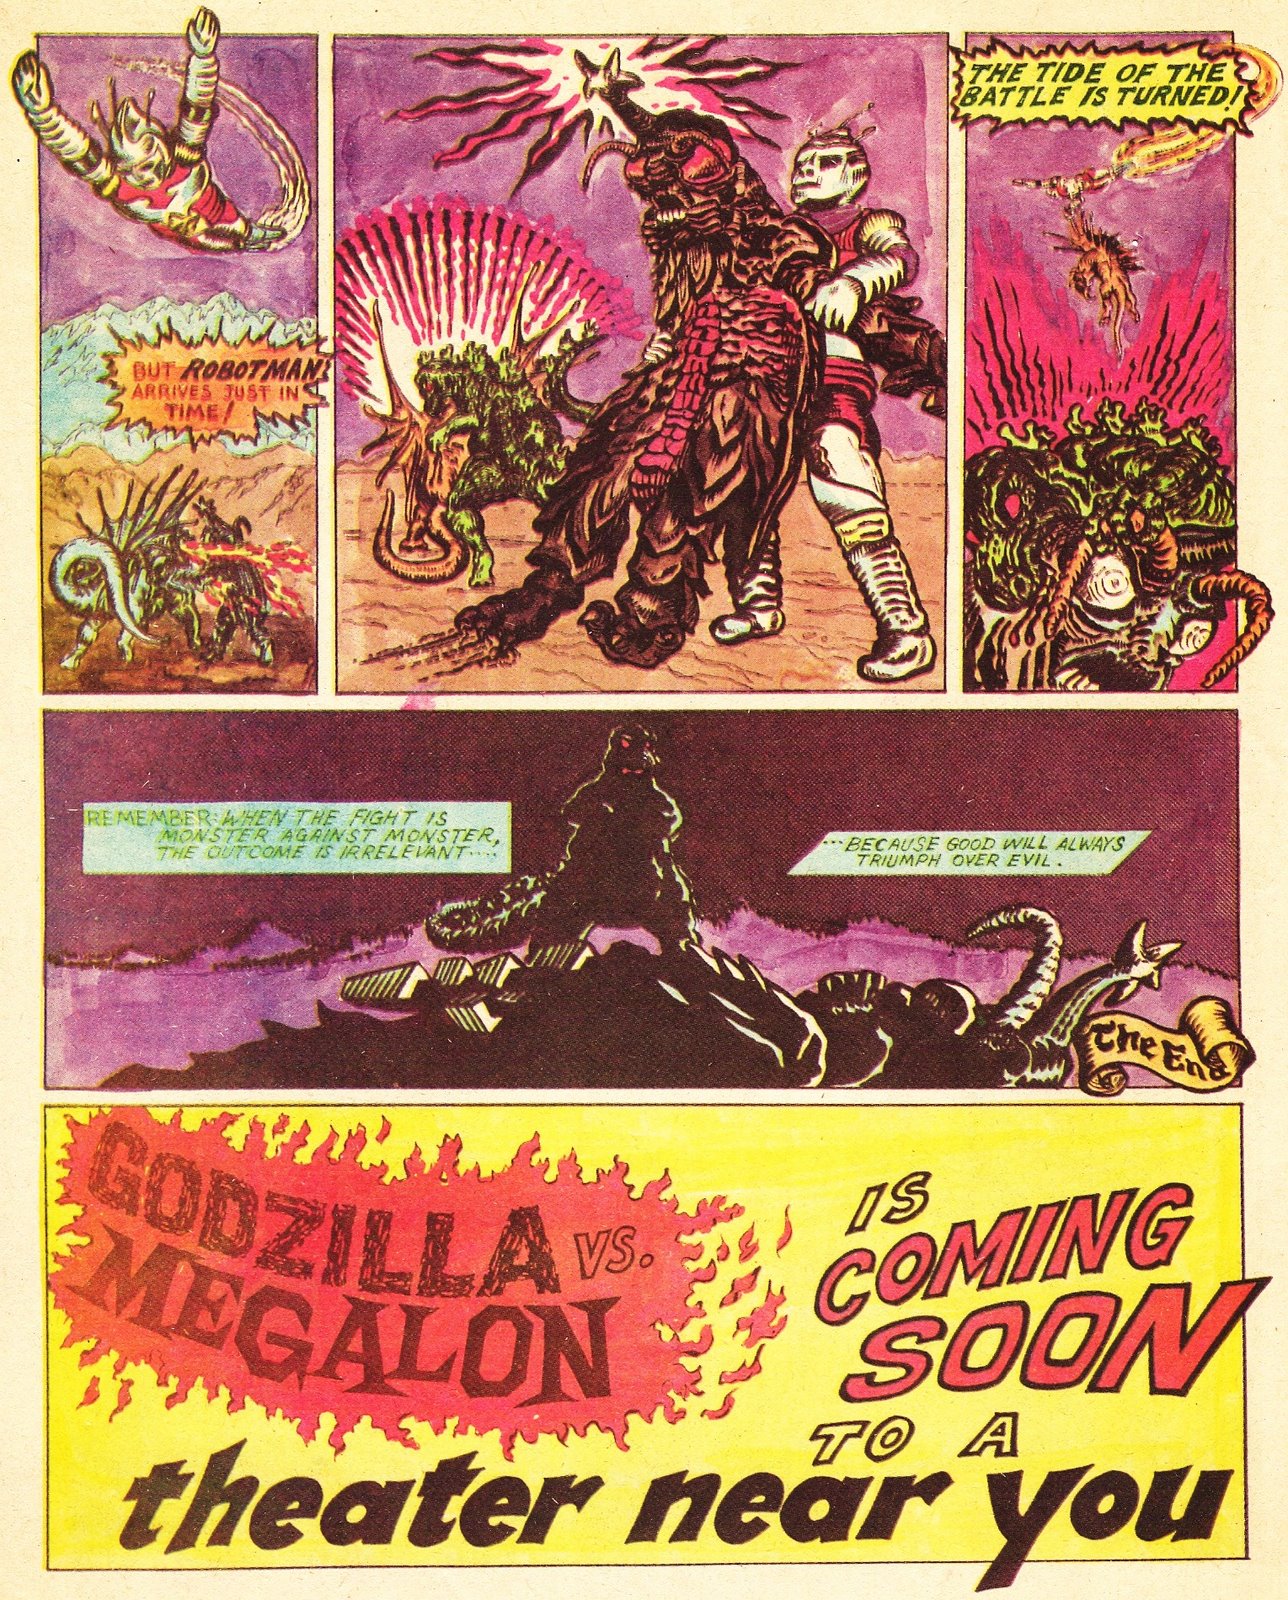 BUT ROBOTMAN!
ARRIVES JUST IN
TIME!
THE TIDE OF THE
BATTLE IS TURNED!
REMEMBER: WHEN THE FIGHT IS
MONSTER AGAINST MONSTER,
THE OUTCOME IS IRRELEVANT....
...BECAUSE GOOD WILL ALWAYS
TRIUMPH OVER EVIL.
The End
GODZILLA VS.
MEGALON
IS
COMING
SOON
TO A
theater near you